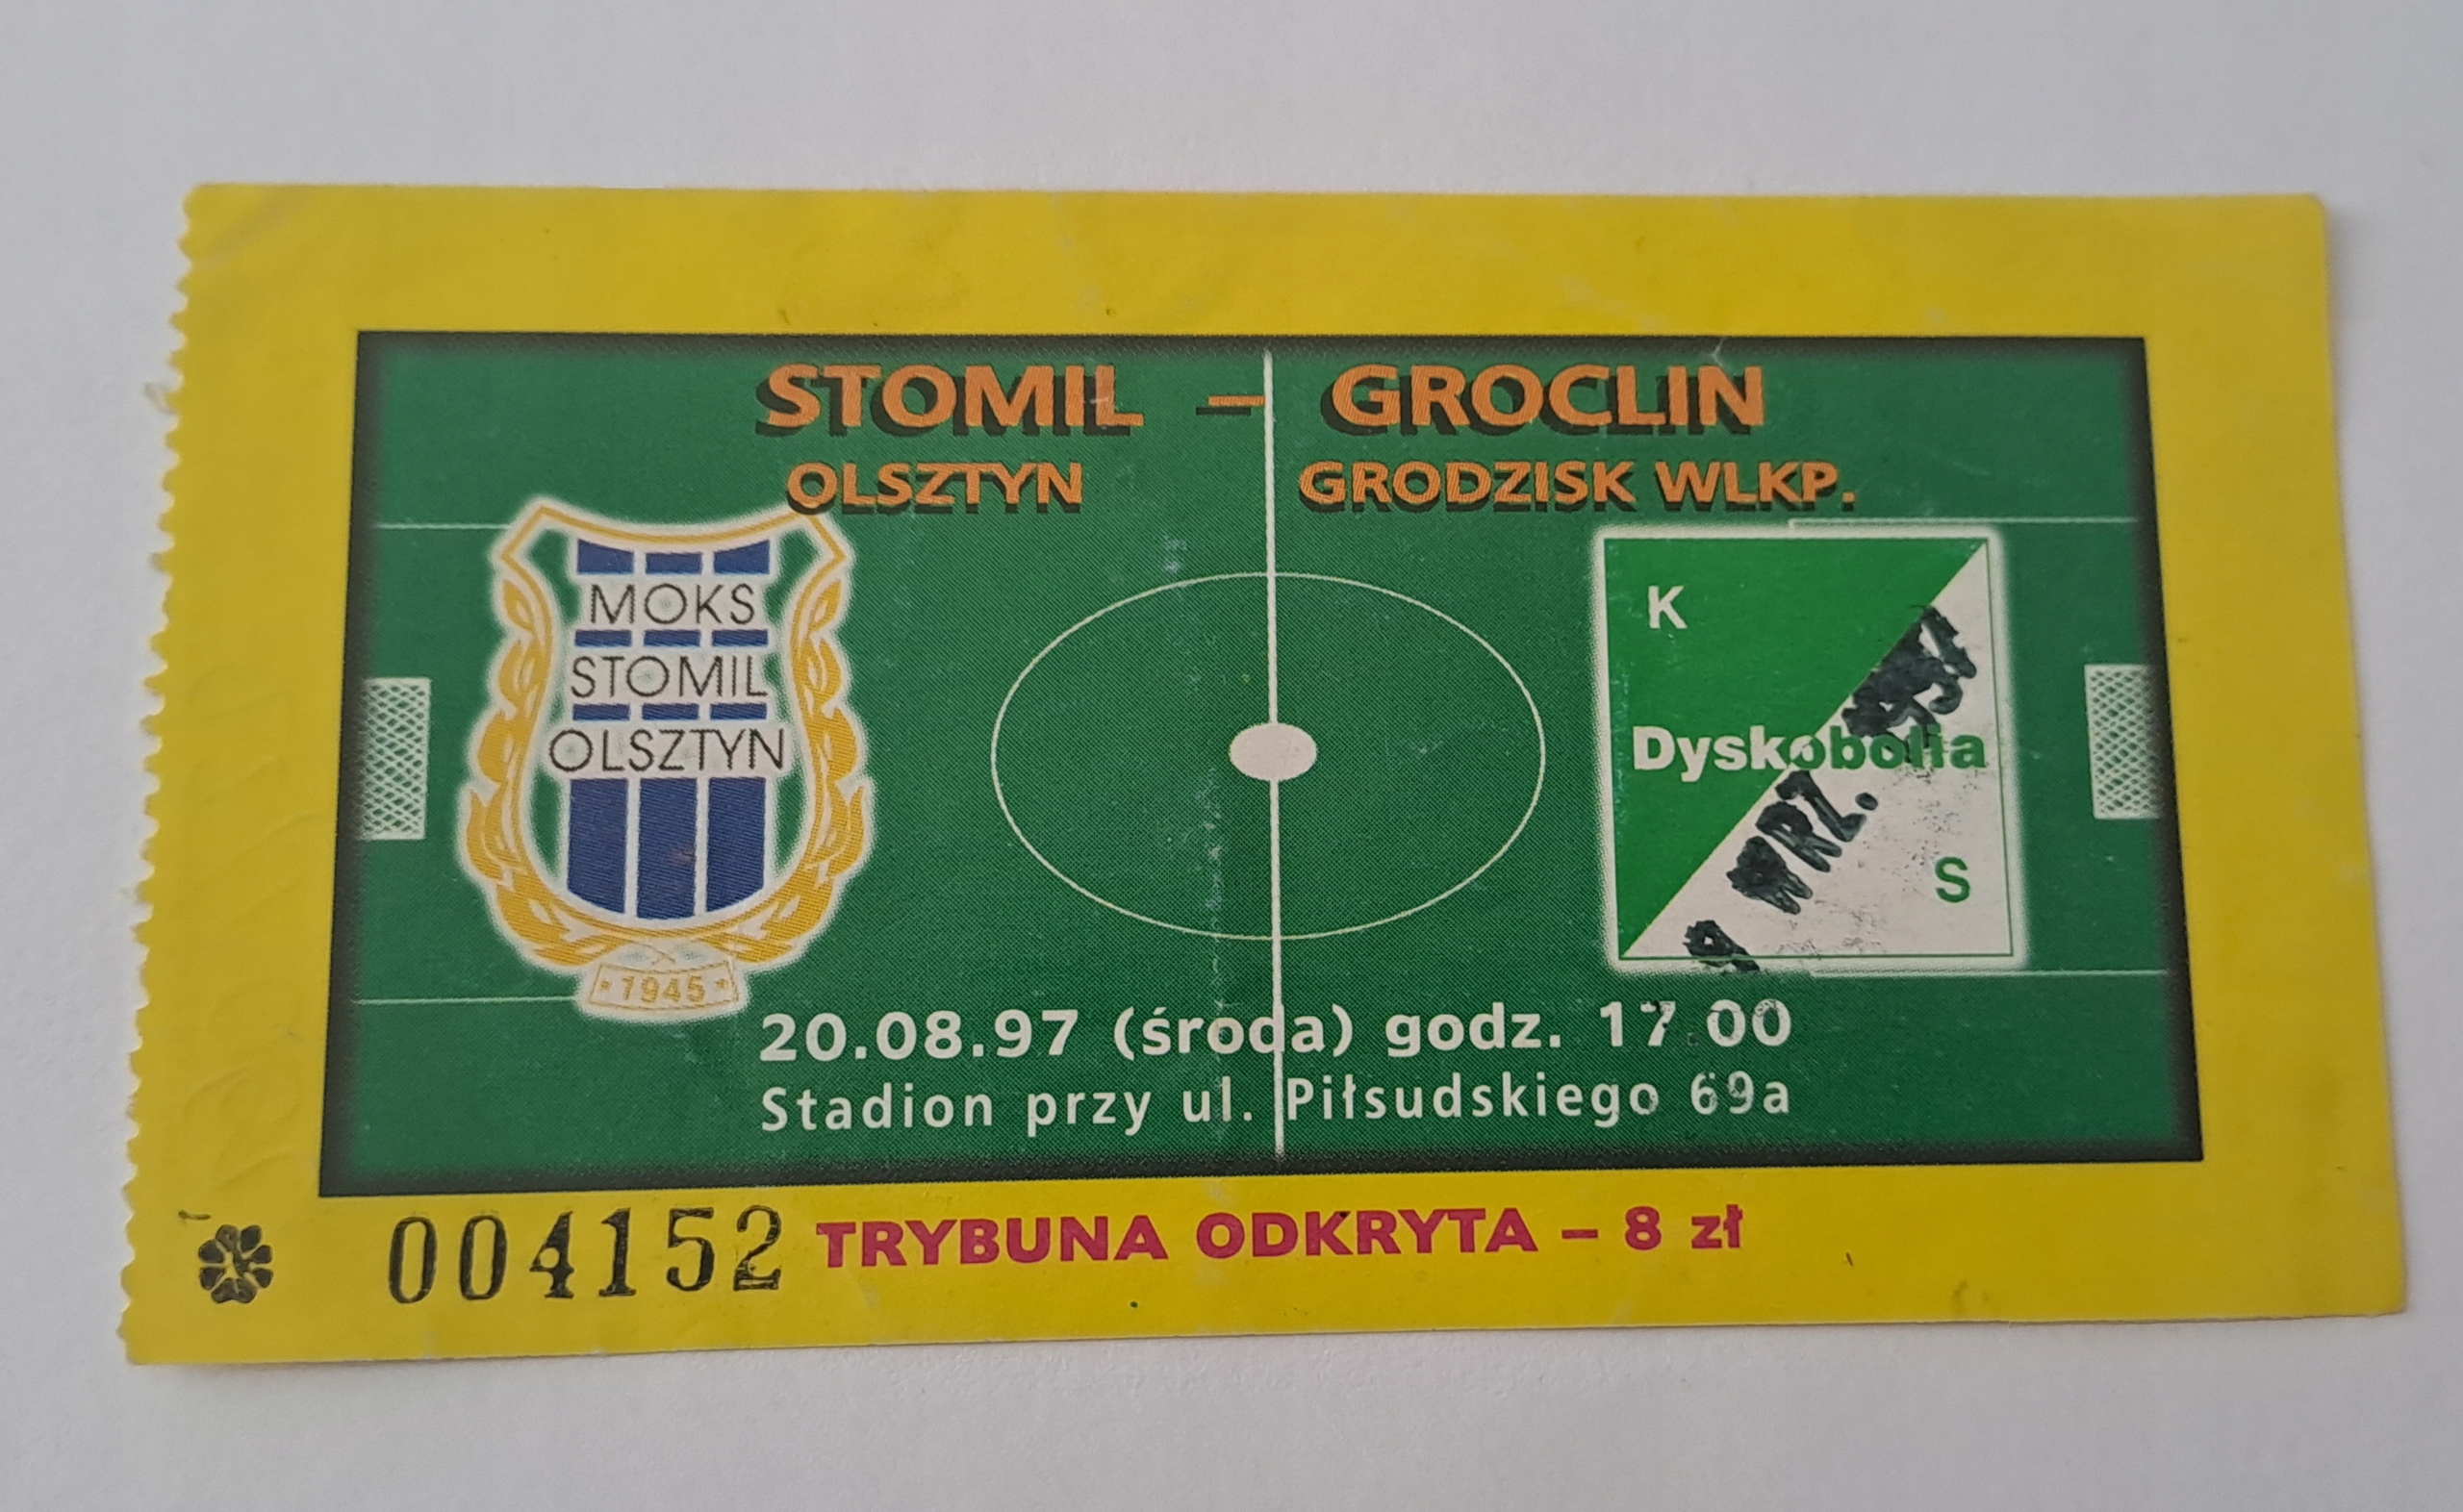 STOMIL – GROCLIN
OLSZTYN GRODZISK WLKP.
MOKS
STOMIL
OLSZTYN
1945
K
Dyskobolia
S
WRZ.
20.08.97 (środa) godz. 17.00
Stadion przy ul. Piłsudskiego 69a
004152 TRYBUNA ODKRYTA – 8 zł